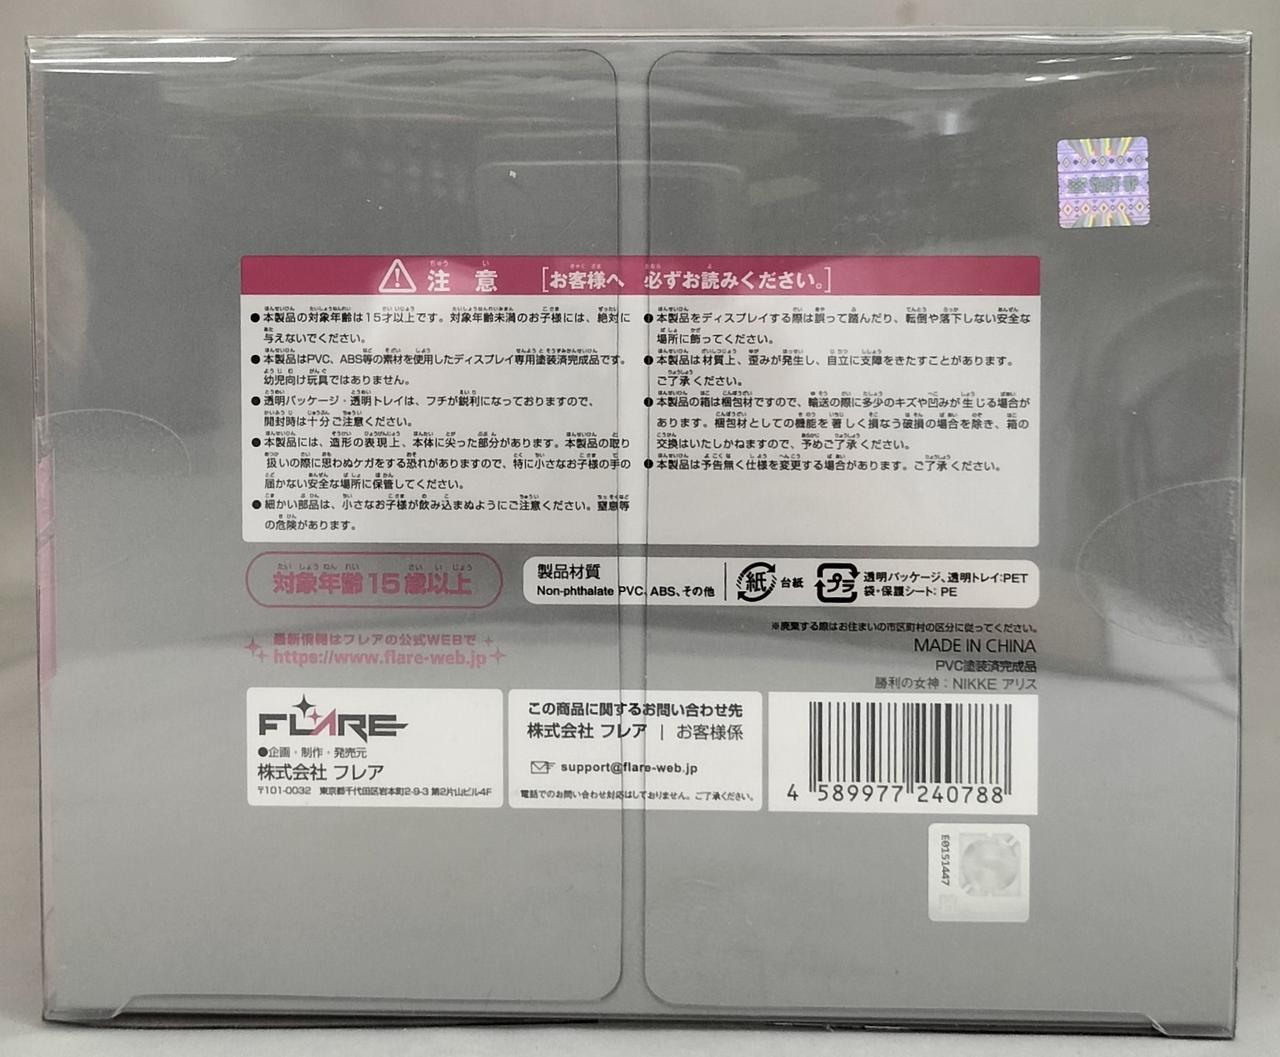 SHIFT UP
注意 [お客様へ 必ずお読みください。]
●本製品の対象年齢は15才以上です。対象年齢未満のお子様には、絶対に
与えないでください。
●本製品はPVC、ABS等の素材を使用したディスプレイ専用塗装済完成品です。
幼児向け玩具ではありません。
●透明パッケージ・透明トレイは、フチが鋭利になっておりますので、
開封時は十分ご注意ください。
●本製品には、造形の表現上、本体に尖った部分があります。本製品の取り
扱いの際に思わぬケガをする恐れがありますので、特に小さなお子様の手の
届かない安全な場所に保管してください。
●細かい部品は、小さなお子様が飲み込まぬようにご注意ください。窒息等
の危険があります。
●本製品をディスプレイする際は誤って踏んだり、転倒や落下しない安全な
場所に飾ってください。
●本製品は材質上、歪みが発生し、自立に支障をきたすことがあります。
ご了承ください。
●本製品の箱は梱包材ですので、輸送の際に多少のキズや凹みが生じる場合が
あります。梱包材としての機能を著しく損なう破損の場合を除き、箱の
交換はいたしかねますので、予めご了承ください。
●本製品は予告無く仕様を変更する場合があります。ご了承ください。
対象年齢15歳以上
製品材質
Non-phthalate PVC、ABS、その他
紙 台紙
プラ 透明パッケージ、透明トレイ:PET
袋・保護シート: PE
※廃棄する際はお住まいの市区町村の区分に従ってください。
最新情報はフレアの公式WEBで
https://www.flare-web.jp
MADE IN CHINA
PVC塗装済完成品
勝利の女神：NIKKE アリス
FLARE
●企画・制作・発売元
株式会社 フレア
〒101-0032 東京都千代田区岩本町2-9-3 第2片山ビル4F
この商品に関するお問い合わせ先
株式会社 フレア | お客様係
support@flare-web.jp
電話でのお問い合わせ対応はしておりません。ご了承ください。
4 589977 240788
E0151447